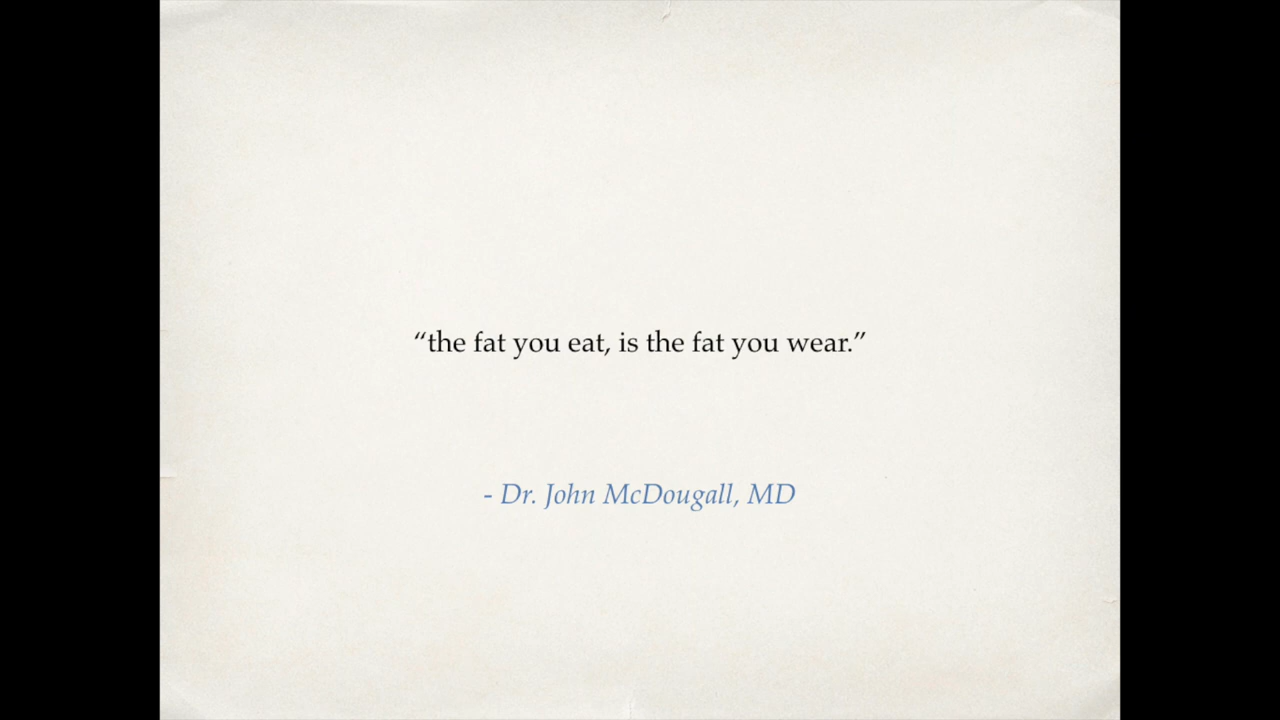 “the fat you eat, is the fat you wear.”
- Dr. John McDougall, MD